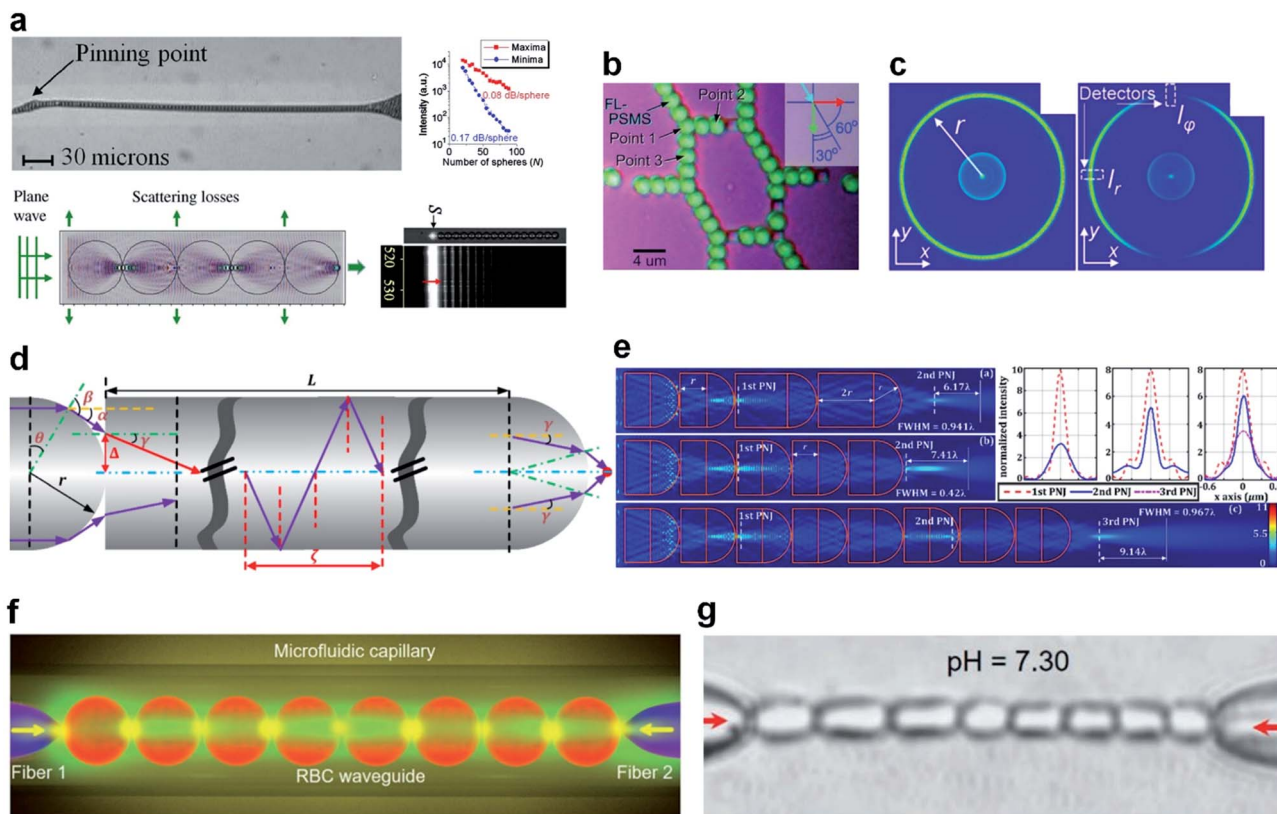 a
Pinning point
30 microns
Maxima
Minima
Intensity (a.u.)
10⁴
10³
10²
10¹
0.08 dB/sphere
0.17 dB/sphere
0 50 100
Number of spheres (N)
Plane
wave
Scattering losses
S
520
530
b
FL-
PSMS
Point 2
Point 1
Point 3
60°
30°
4 um
c
r
y
x
Detectors
I_φ
I_r
y
x
d
L
β
α
θ
γ
Δ
r
ζ
γ
γ
e
(a)
r
1st PNJ
2r
r
2nd PNJ
6.17λ
FWHM = 0.941λ
(b)
1st PNJ
r
2nd PNJ
7.41λ
FWHM = 0.42λ
1st PNJ
2nd PNJ
3rd PNJ
FWHM = 0.967λ
(c)
9.14λ
11
5.5
0
normalized intensity
10
8
6
4
2
0
8
6
4
2
0
8
6
4
2
0
1st PNJ 2nd PNJ 3rd PNJ
-0.6 0
x axis (μm)
f
Microfluidic capillary
Fiber 1
RBC waveguide
Fiber 2
g
pH = 7.30